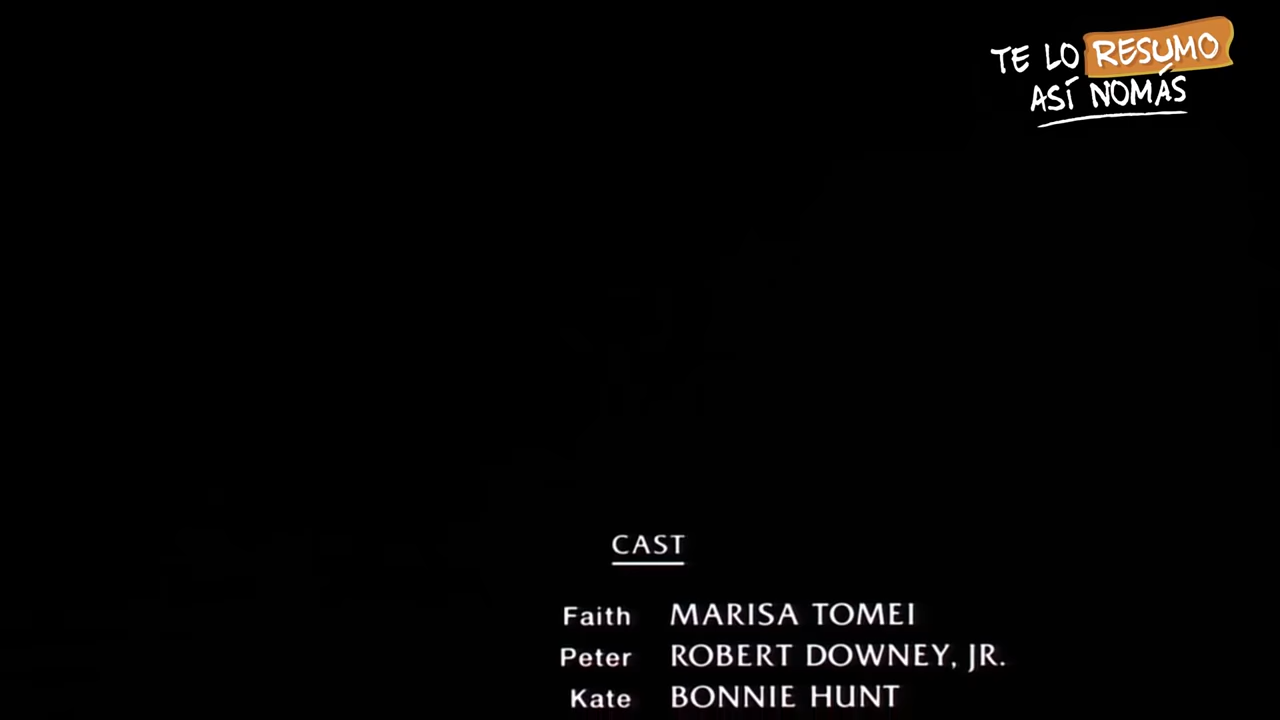 TE LO RESUMO
ASÍ NOMÁS
CAST
Faith MARISA TOMEI
Peter ROBERT DOWNEY, JR.
Kate BONNIE HUNT